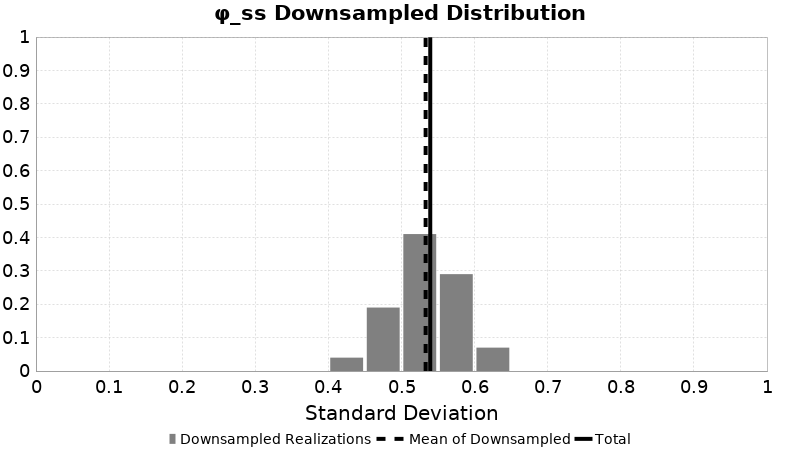 φ_ss Downsampled Distribution
1
0.9
0.8
0.7
0.6
0.5
0.4
0.3
0.2
0.1
0
0 0.1 0.2 0.3 0.4 0.5 0.6 0.7 0.8 0.9 1
Standard Deviation
Downsampled Realizations Mean of Downsampled Total